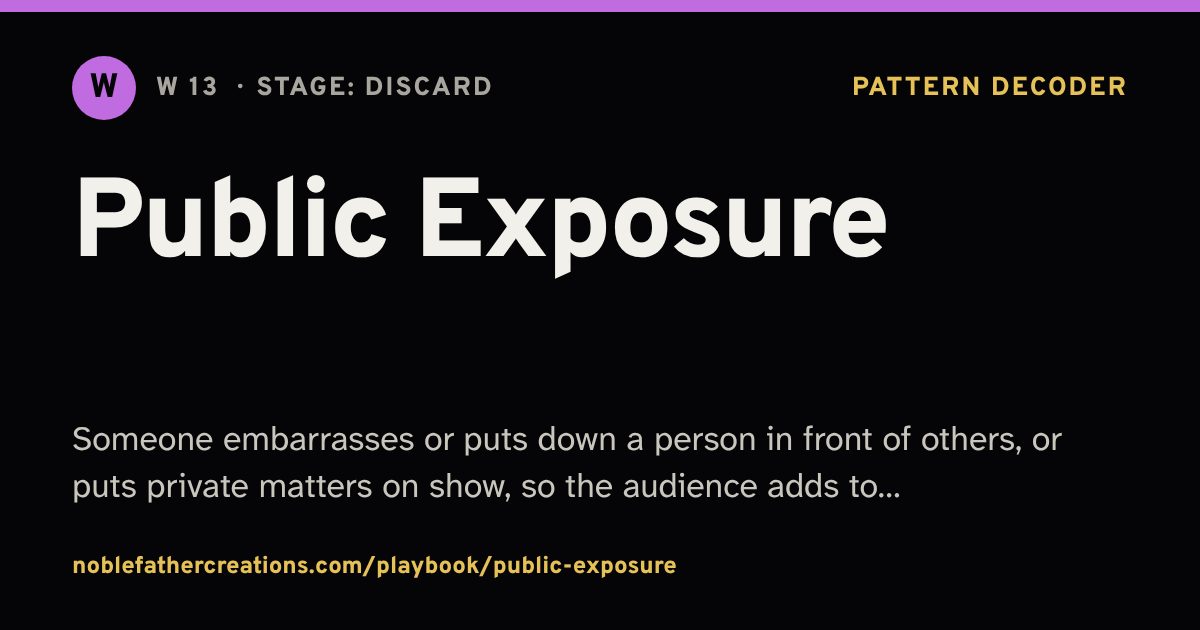 W
W 13 · STAGE: DISCARD
PATTERN DECODER
Public Exposure
Someone embarrasses or puts down a person in front of others, or
puts private matters on show, so the audience adds to...
noblefathercreations.com/playbook/public-exposure